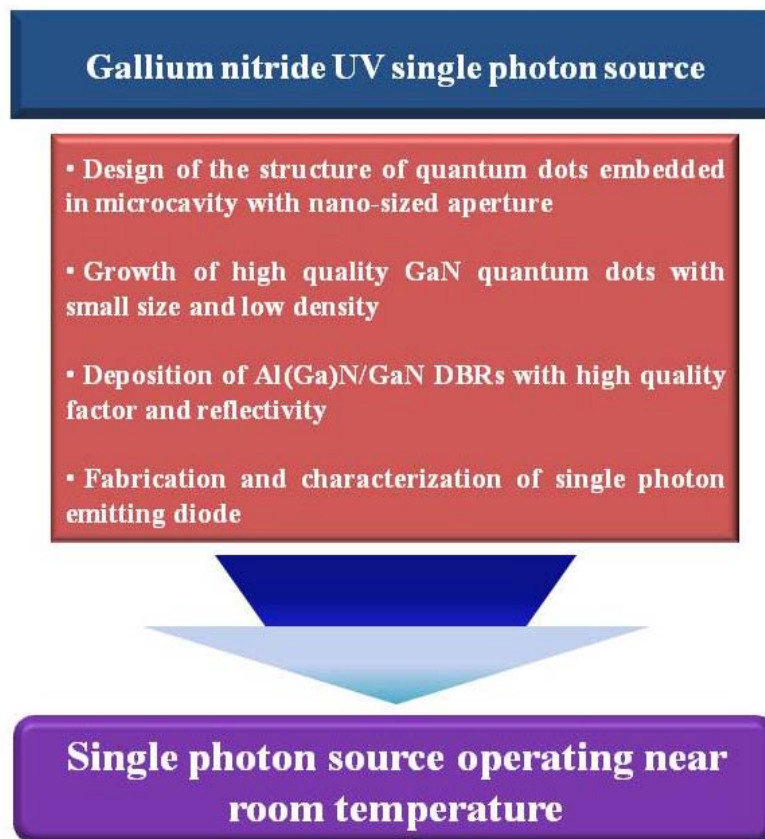 Gallium nitride UV single photon source
• Design of the structure of quantum dots embedded
in microcavity with nano-sized aperture
• Growth of high quality GaN quantum dots with
small size and low density
• Deposition of Al(Ga)N/GaN DBRs with high quality
factor and reflectivity
• Fabrication and characterization of single photon
emitting diode
Single photon source operating near
room temperature